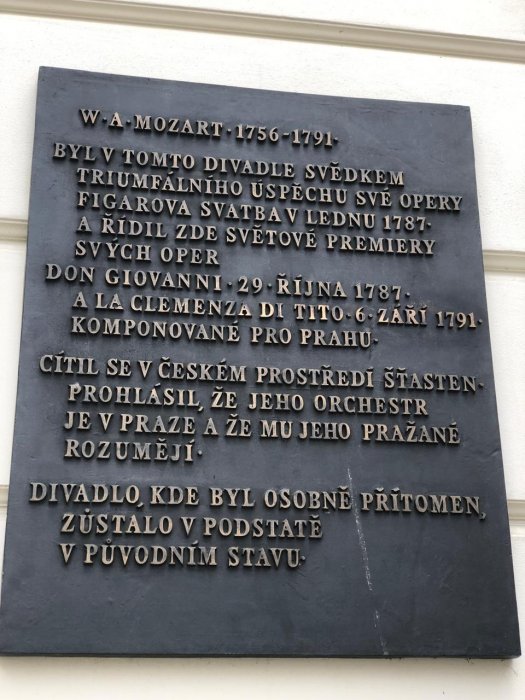 W·A·MOZART·1756-1791·
BYL V TOMTO DIVADLE SVĚDKEM
TRIUMFÁLNÍHO ÚSPĚCHU SVÉ OPERY
FIGAROVA SVATBA V LEDNU 1787·
A ŘÍDIL ZDE SVĚTOVÉ PREMIERY
SVÝCH OPER
DON GIOVANNI·29·ŘÍJNA 1787·
A LA CLEMENZA DI TITO·6·ZÁŘÍ 1791·
KOMPONOVANÉ PRO PRAHU·
CÍTIL SE V ČESKÉM PROSTŘEDÍ ŠŤASTEN·
PROHLÁSIL, ŽE JEHO ORCHESTR
JE V PRAZE A ŽE MU JEHO PRAŽANÉ
ROZUMĚJÍ·
DIVADLO, KDE BYL OSOBNĚ PŘÍTOMEN,
ZŮSTALO V PODSTATĚ
V PŮVODNÍM STAVU·